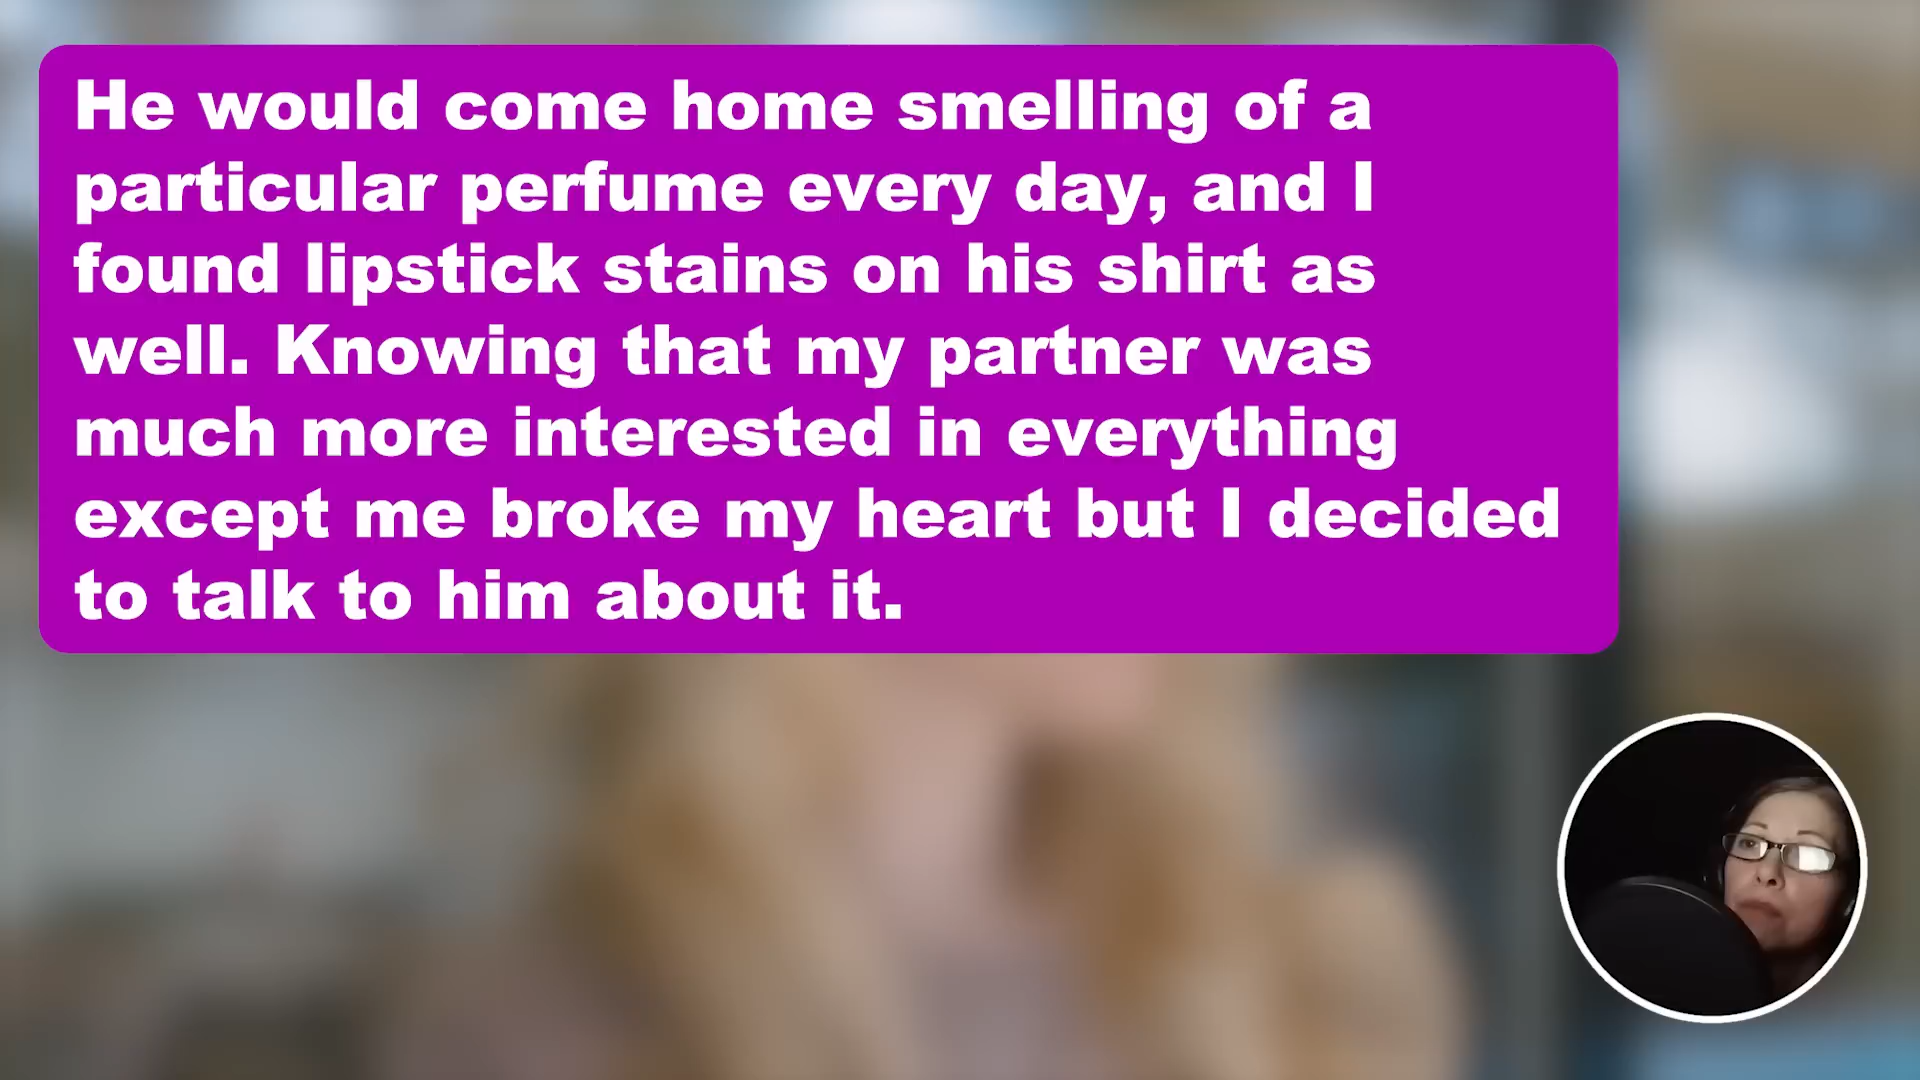 He would come home smelling of a
particular perfume every day, and I
found lipstick stains on his shirt as
well. Knowing that my partner was
much more interested in everything
except me broke my heart but I decided
to talk to him about it.